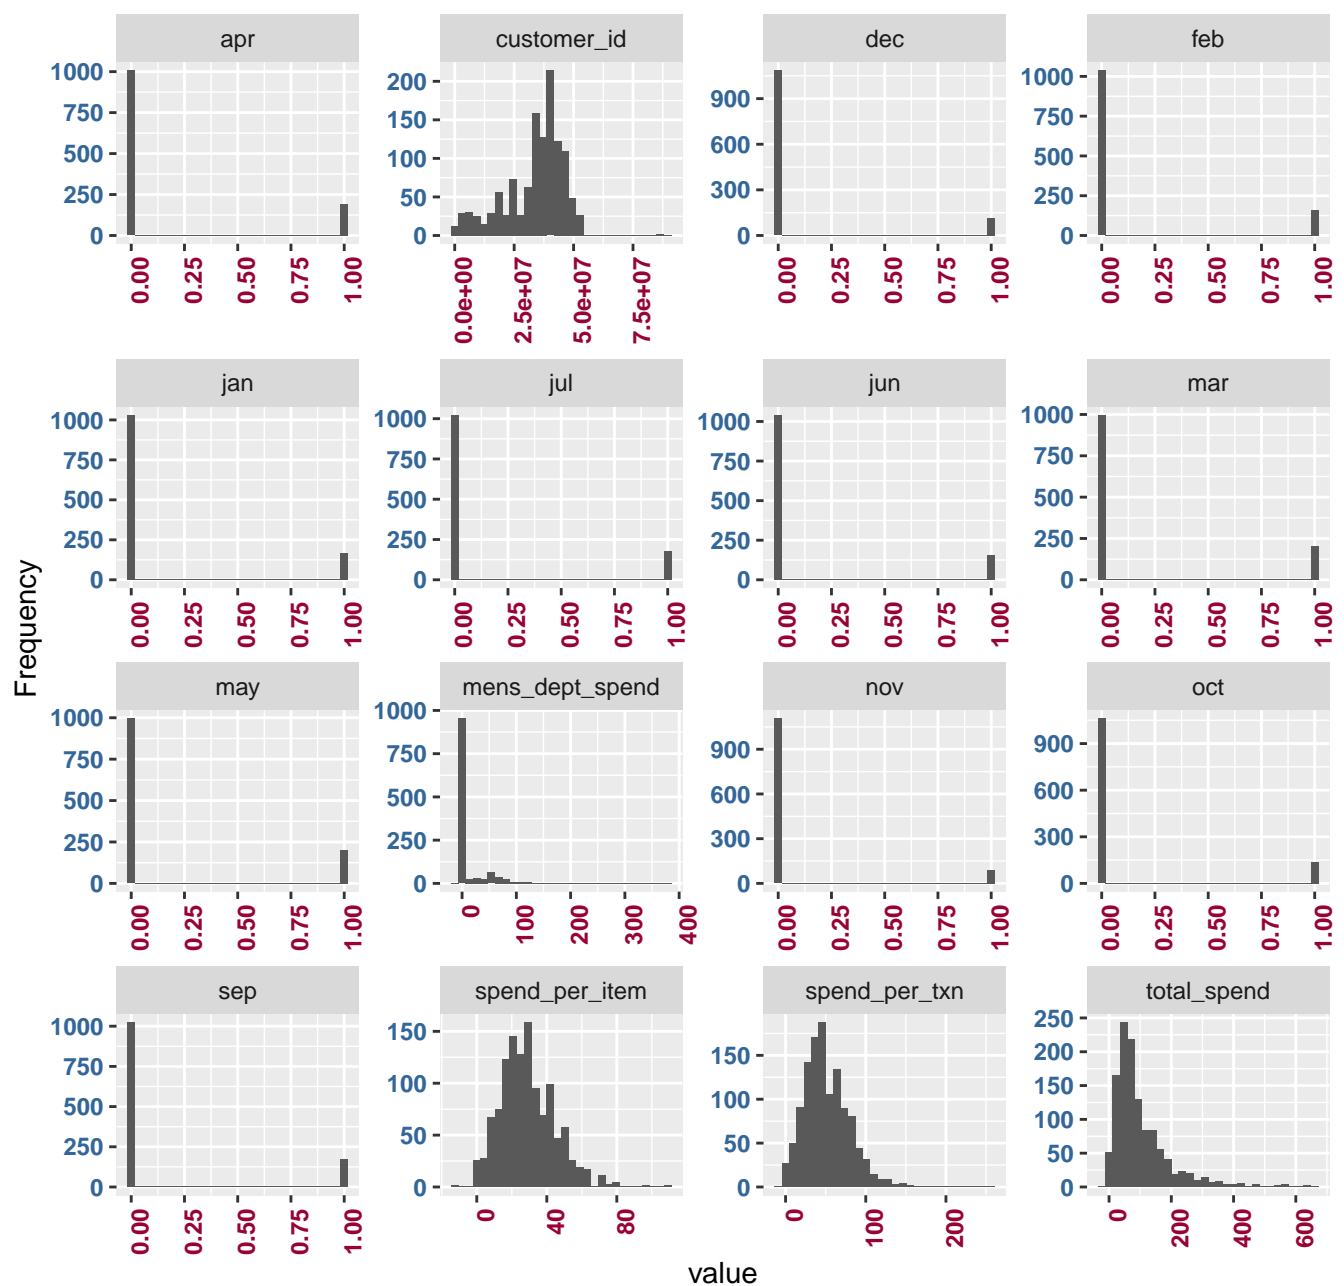 apr customer_id dec feb
1000 200 900 1000
750 150 600 750
500 100 300 500
250 50 0 250
0 0 0
0.00 0.25 0.50 0.75 1.00 0.0e+00 2.5e+07 5.0e+07 7.5e+07 0.00 0.25 0.50 0.75 1.00 0.00 0.25 0.50 0.75 1.00
jan jul jun mar
1000 1000 1000 1000
750 750 750 750
500 500 500 500
250 250 250 250
0 0 0 0
0.00 0.25 0.50 0.75 1.00 0.00 0.25 0.50 0.75 1.00 0.00 0.25 0.50 0.75 1.00 0.00 0.25 0.50 0.75 1.00
Frequency
may mens_dept_spend nov oct
1000 1000 900 900
750 750 600 600
500 500 300 300
250 250 0 0
0 0
0.00 0.25 0.50 0.75 1.00 0 100 200 300 400 0.00 0.25 0.50 0.75 1.00 0.00 0.25 0.50 0.75 1.00
sep spend_per_item spend_per_txn total_spend
1000 150 150 250
750 100 100 200
500 50 50 150
250 0 0 100
0 50
0
0.00 0.25 0.50 0.75 1.00 0 40 80 0 100 200 0 200 400 600
value